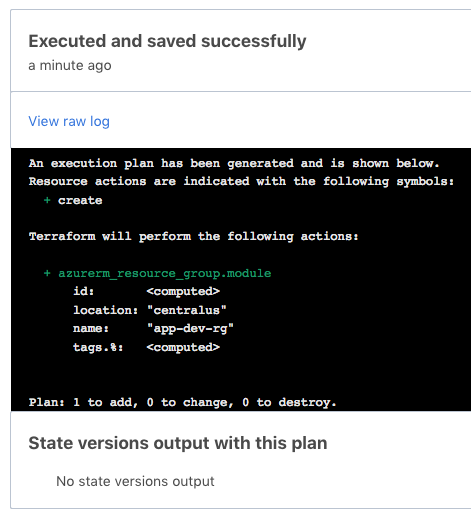 Executed and saved successfully
a minute ago
View raw log
An execution plan has been generated and is shown below.
Resource actions are indicated with the following symbols:
+ create
Terraform will perform the following actions:
+ azurerm_resource_group.module
id: <computed>
location: "centralus"
name: "app-dev-rg"
tags.%: <computed>
Plan: 1 to add, 0 to change, 0 to destroy.
State versions output with this plan
No state versions output